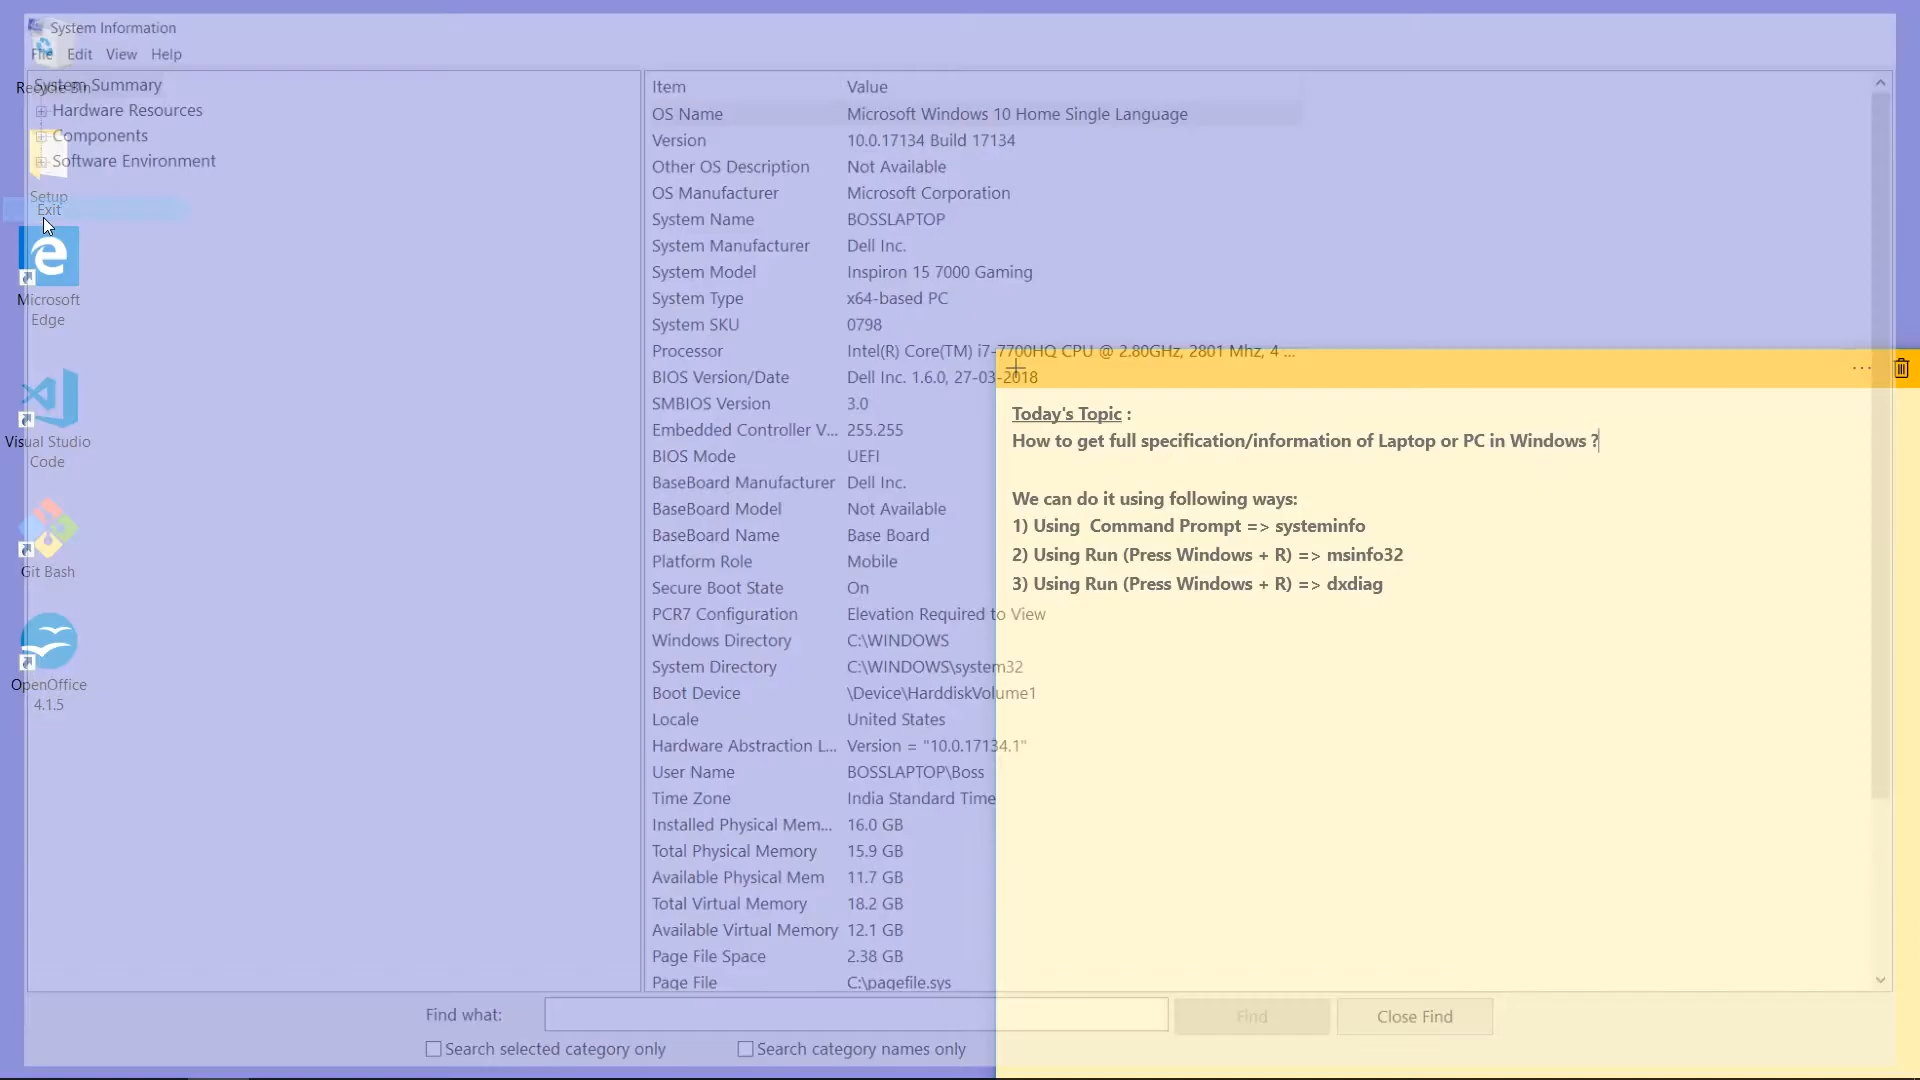 System Information
File Edit View Help
Recycle Bin
System Summary
Hardware Resources
Components
Software Environment
Setup
Exit
Microsoft
Edge
Visual Studio
Code
Git Bash
OpenOffice
4.1.5
Item Value
OS Name Microsoft Windows 10 Home Single Language
Version 10.0.17134 Build 17134
Other OS Description Not Available
OS Manufacturer Microsoft Corporation
System Name BOSSLAPTOP
System Manufacturer Dell Inc.
System Model Inspiron 15 7000 Gaming
System Type x64-based PC
System SKU 0798
Processor Intel(R) Core(TM) i7-7700HQ CPU @ 2.80GHz, 2801 Mhz, 4 ...
BIOS Version/Date Dell Inc. 1.6.0, 27-03-2018
SMBIOS Version 3.0
Embedded Controller V... 255.255
BIOS Mode UEFI
BaseBoard Manufacturer Dell Inc.
BaseBoard Model Not Available
BaseBoard Name Base Board
Platform Role Mobile
Secure Boot State On
PCR7 Configuration Elevation Required to View
Windows Directory C:\WINDOWS
System Directory C:\WINDOWS\system32
Boot Device \Device\HarddiskVolume1
Locale United States
Hardware Abstraction L... Version = "10.0.17134.1"
User Name BOSSLAPTOP\Boss
Time Zone India Standard Time
Installed Physical Mem... 16.0 GB
Total Physical Memory 15.9 GB
Available Physical Mem 11.7 GB
Total Virtual Memory 18.2 GB
Available Virtual Memory 12.1 GB
Page File Space 2.38 GB
Page File C:\pagefile.sys
Today's Topic :
How to get full specification/information of Laptop or PC in Windows ?
We can do it using following ways:
1) Using Command Prompt => systeminfo
2) Using Run (Press Windows + R) => msinfo32
3) Using Run (Press Windows + R) => dxdiag
Find what: Find Close Find
Search selected category only Search category names only